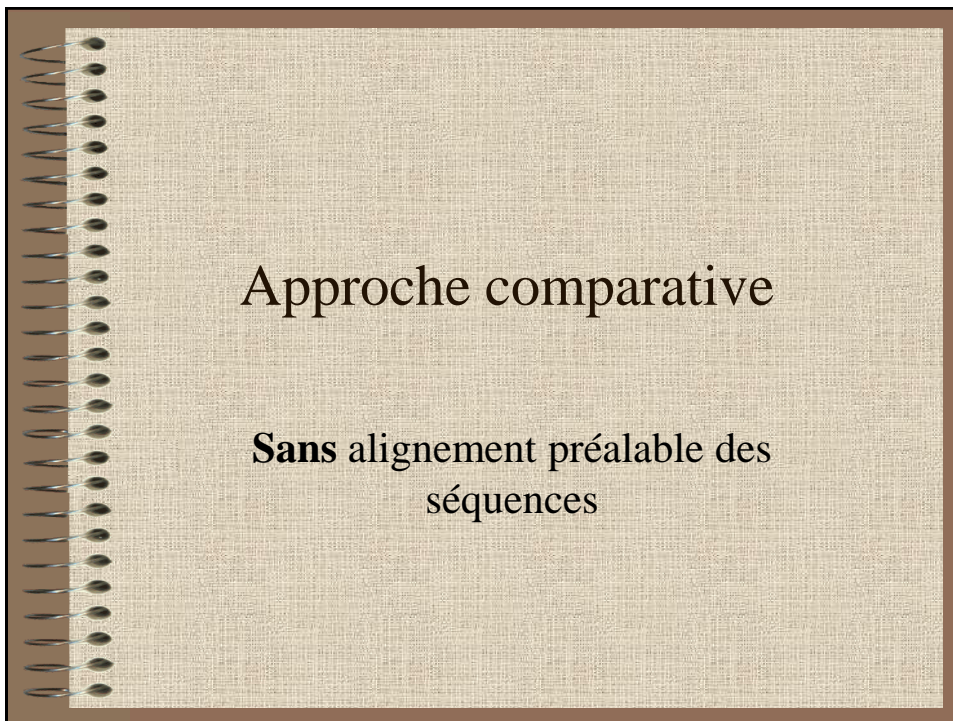 Approche comparative
Sans alignement préalable des
séquences